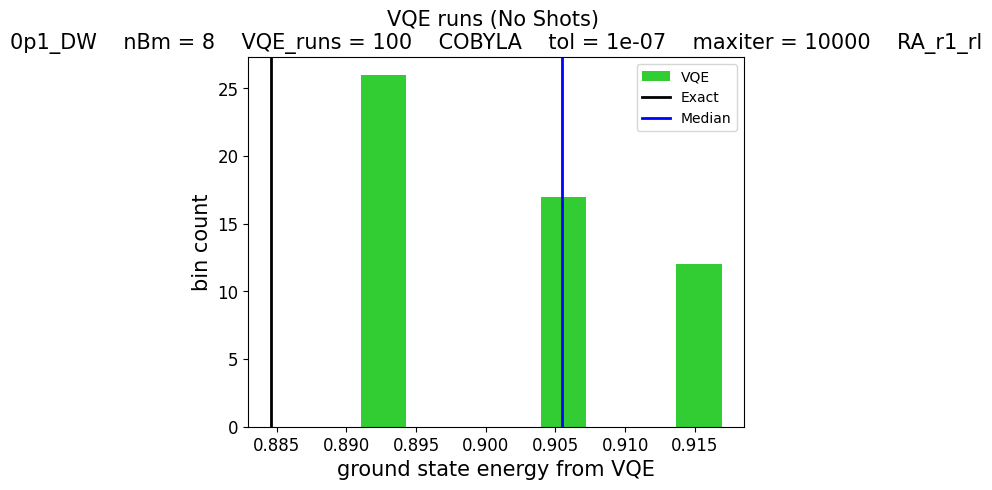 VQE runs (No Shots)
0p1_DW nBm = 8 VQE_runs = 100 COBYLA tol = 1e-07 maxiter = 10000 RA_r1_rl
VQE
Exact
Median
bin count
25
20
15
10
5
0
0.885 0.890 0.895 0.900 0.905 0.910 0.915
ground state energy from VQE